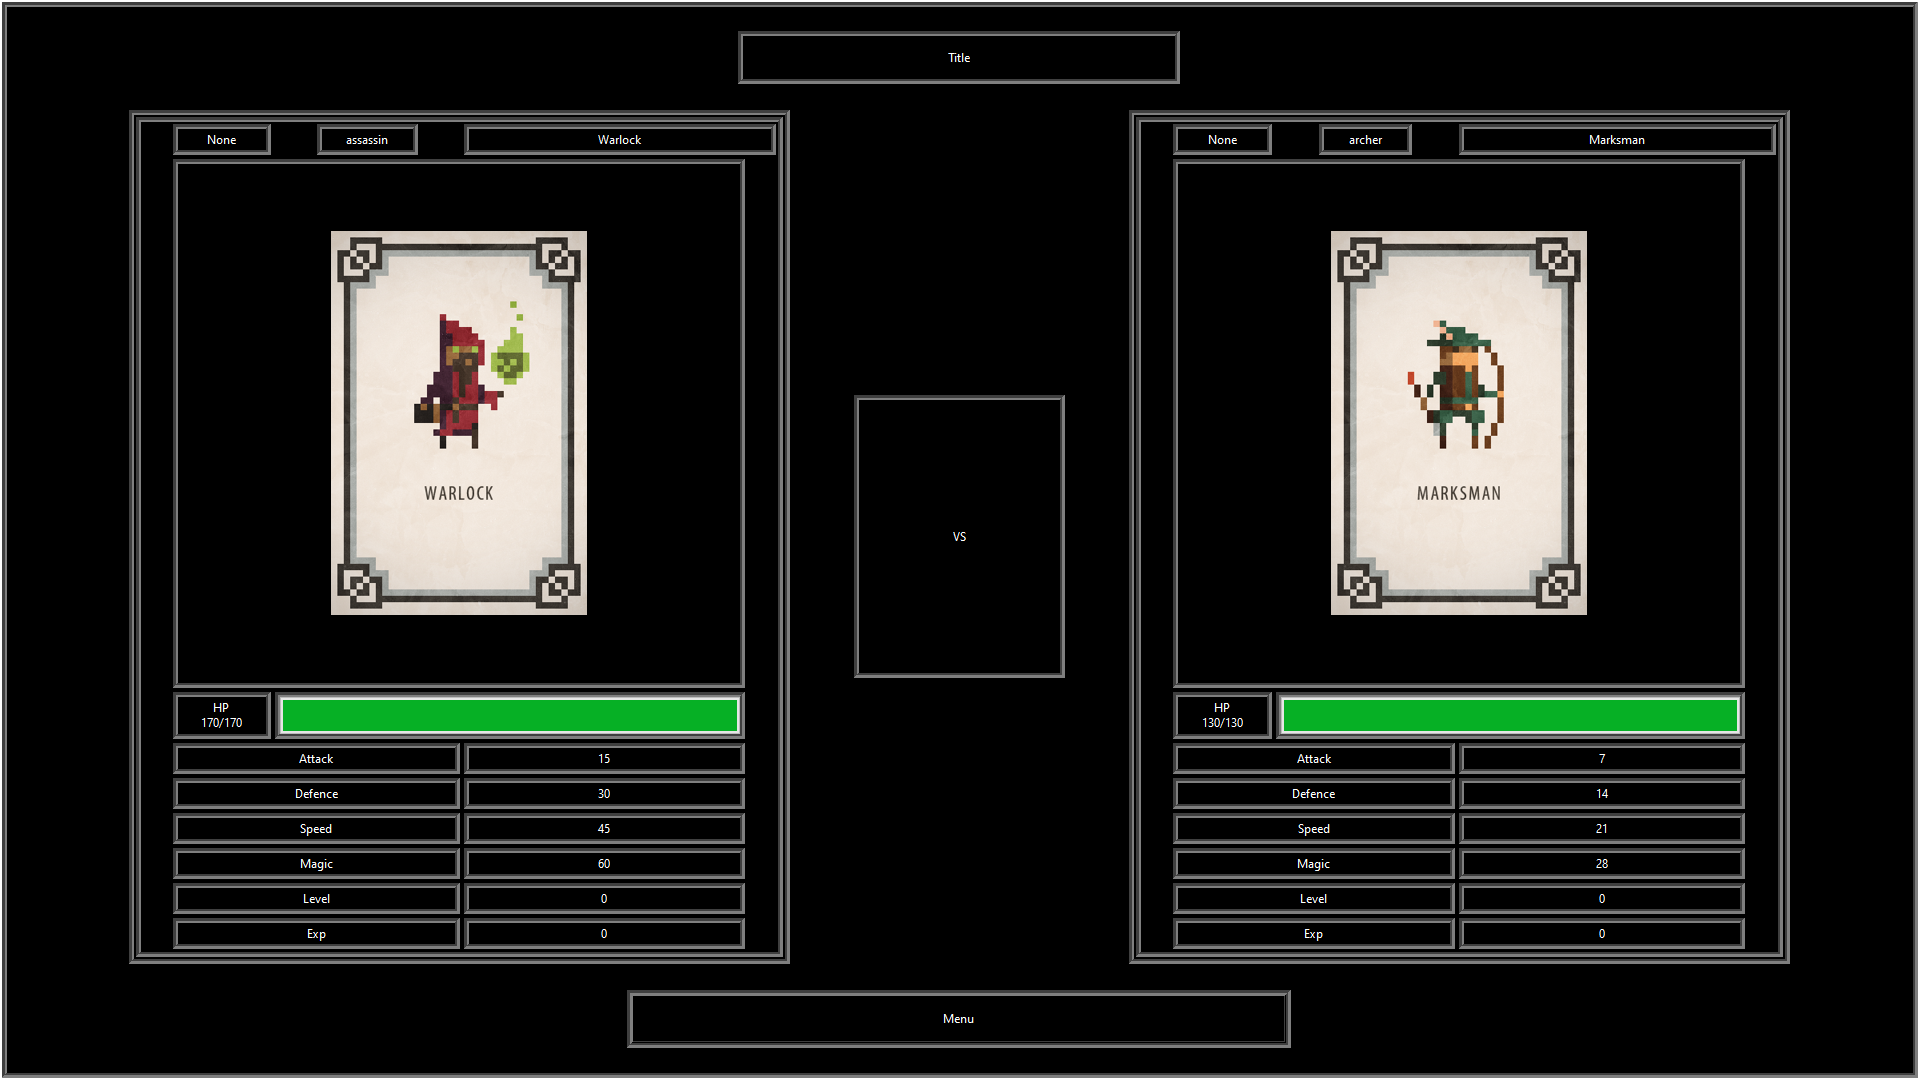 Title
None assassin Warlock
WARLOCK
HP
170/170
Attack 15
Defence 30
Speed 45
Magic 60
Level 0
Exp 0
VS
None archer Marksman
MARKSMAN
HP
130/130
Attack 7
Defence 14
Speed 21
Magic 28
Level 0
Exp 0
Menu